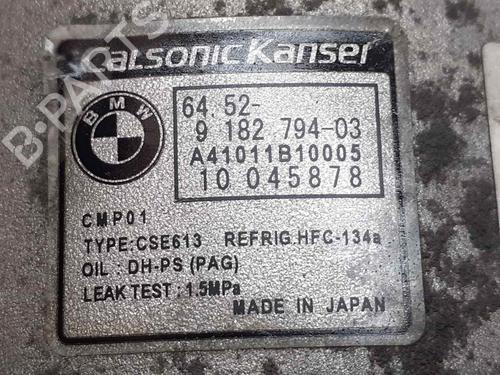 Calsonic Kansei
BMW
64.52-
9 182 794-03
A41011B10005
10 045878
CMP01
TYPE:CSE613 REFRIG.HFC-134a
OIL : DH-PS (PAG)
LEAK TEST : 1.5MPa
MADE IN JAPAN
B-PARTS